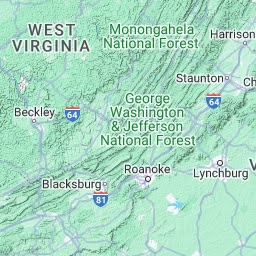 WEST
VIRGINIA
Monongahela
National Forest
Harrison
Staunton
Ch
64
George
Washington
& Jefferson
National Forest
64
Beckley
Roanoke
Lynchburg
Blacksburg
81
V